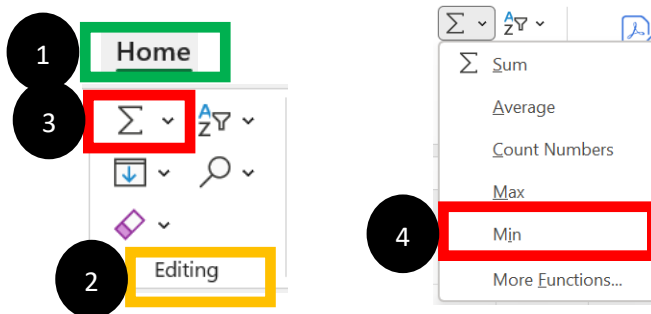 1
Home
3
2
Editing
Sum
Average
Count Numbers
Max
4
Min
More Functions...